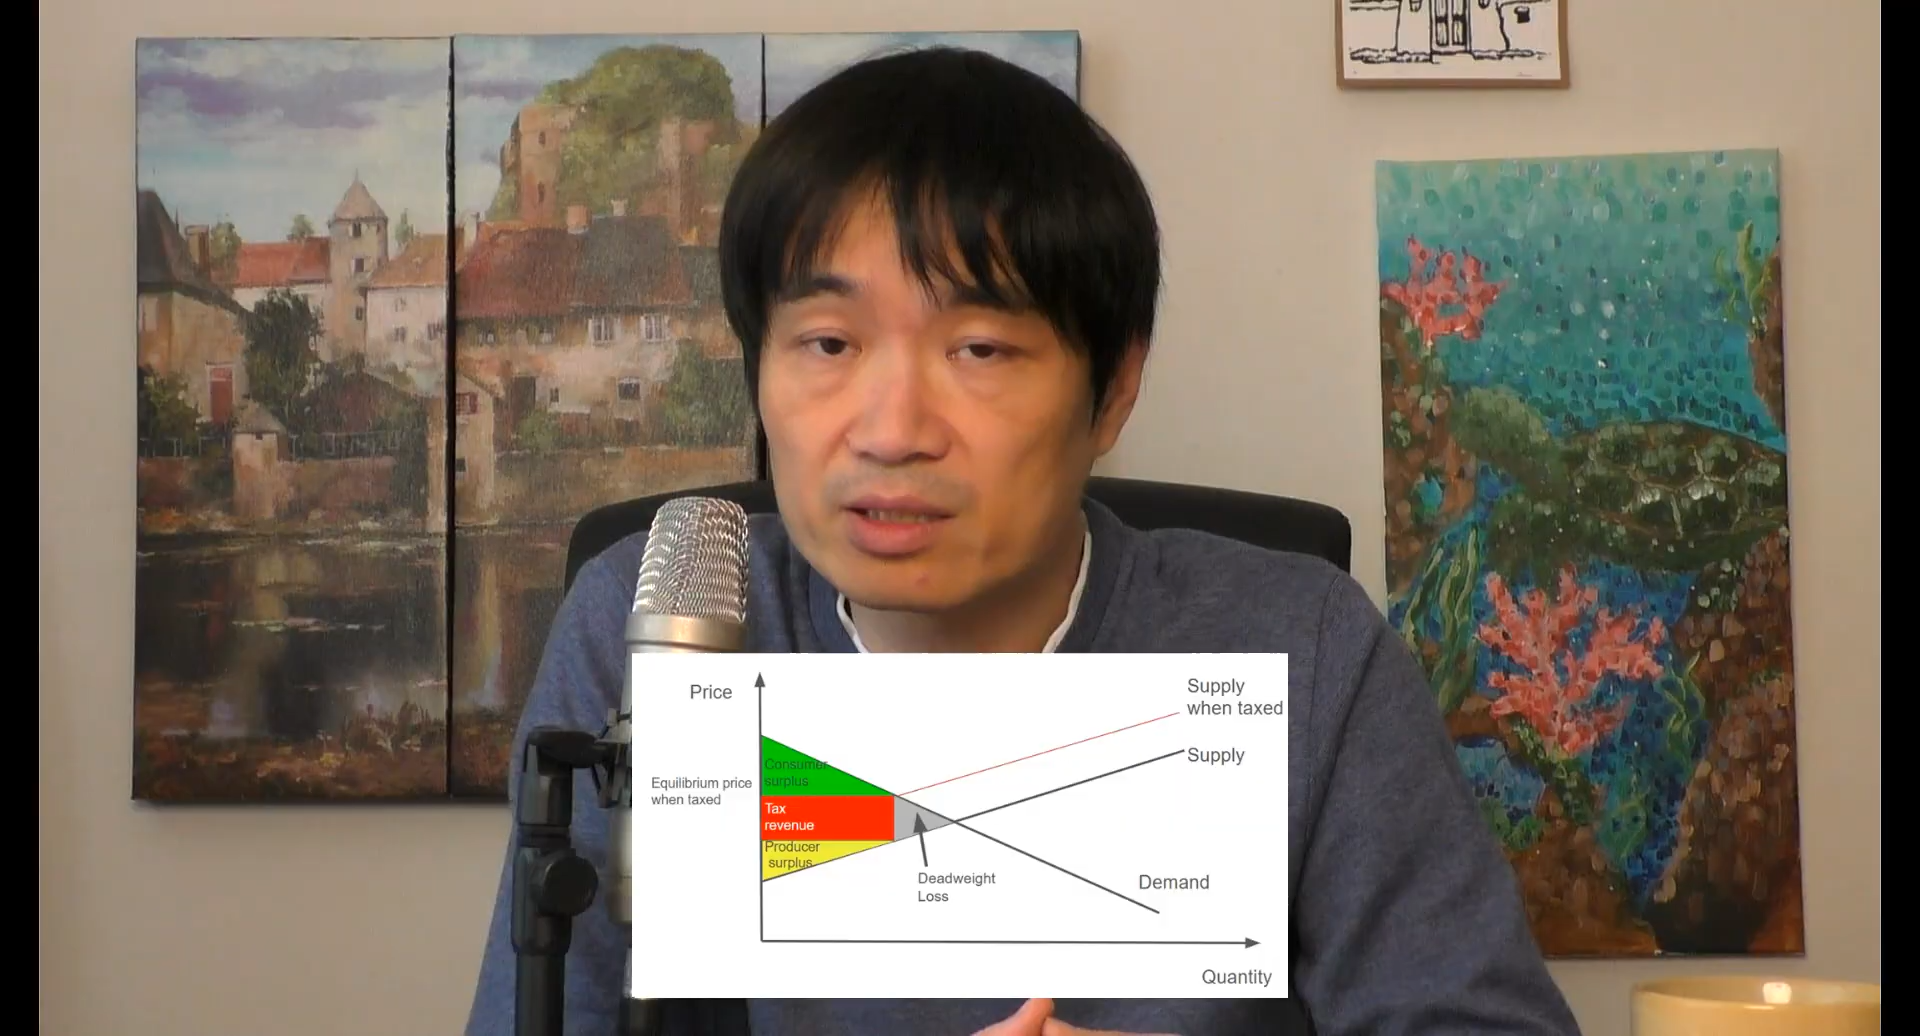 Price
Supply
when taxed
Supply
Consumer
surplus
Equilibrium price
when taxed
Tax
revenue
Producer
surplus
Deadweight
Loss
Demand
Quantity